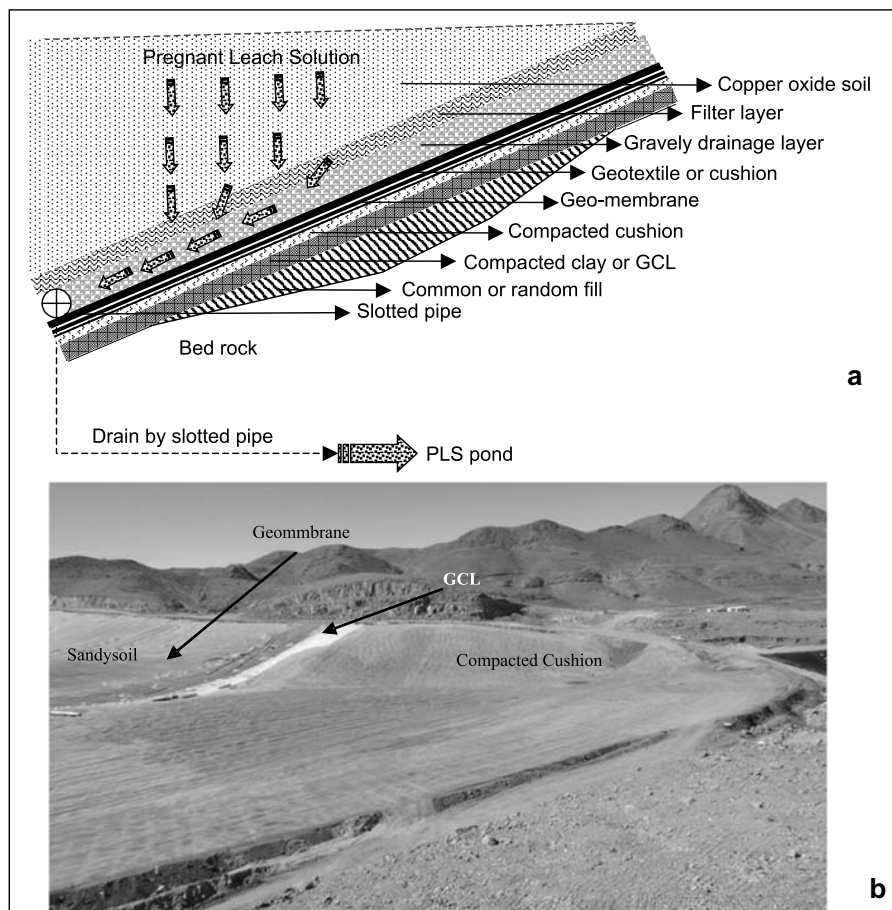 Pregnant Leach Solution
Copper oxide soil
Filter layer
Gravely drainage layer
Geotextile or cushion
Geo-membrane
Compacted cushion
Compacted clay or GCL
Common or random fill
Slotted pipe
Bed rock
a
Drain by slotted pipe
PLS pond
Geommbrane
GCL
Sandysoil
Compacted Cushion
b